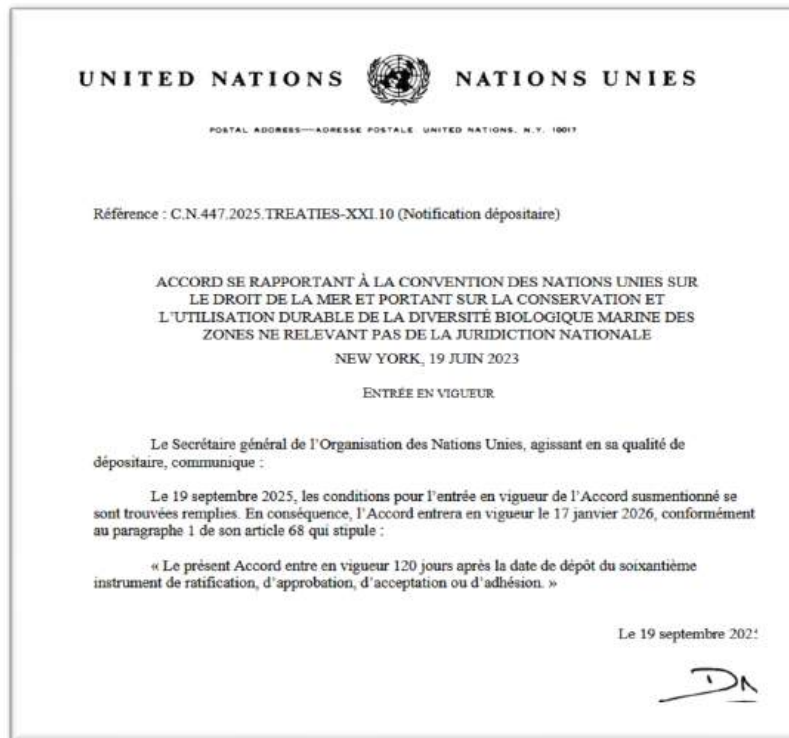 UNITED NATIONS NATIONS UNIES
POSTAL ADDRESS—ADRESSE POSTALE: UNITED NATIONS, N.Y. 10017
Référence : C.N.447.2025.TREATIES-XXI.10 (Notification dépositaire)
ACCORD SE RAPPORTANT À LA CONVENTION DES NATIONS UNIES SUR
LE DROIT DE LA MER ET PORTANT SUR LA CONSERVATION ET
L'UTILISATION DURABLE DE LA DIVERSITÉ BIOLOGIQUE MARINE DES
ZONES NE RELEVANT PAS DE LA JURIDICTION NATIONALE
NEW YORK, 19 JUIN 2023
ENTRÉE EN VIGUEUR
Le Secrétaire général de l'Organisation des Nations Unies, agissant en sa qualité de
dépositaire, communique :
Le 19 septembre 2025, les conditions pour l'entrée en vigueur de l'Accord susmentionné se
sont trouvées remplies. En conséquence, l'Accord entrera en vigueur le 17 janvier 2026, conformément
au paragraphe 1 de son article 68 qui stipule :
« Le présent Accord entre en vigueur 120 jours après la date de dépôt du soixantième
instrument de ratification, d'approbation, d'acceptation ou d'adhésion. »
Le 19 septembre